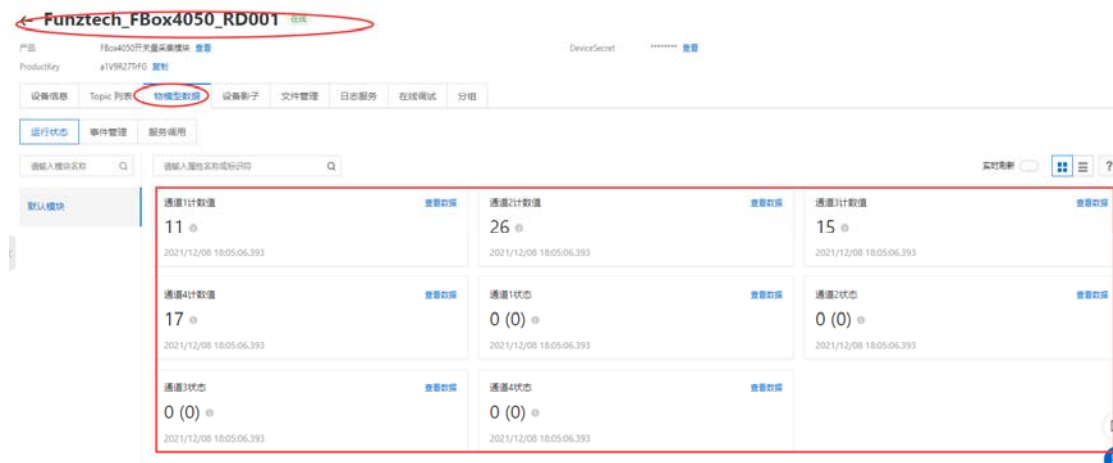 ← Funztech_FBox4050_RD001 在线
产品 FBox4050开关量采集模块 查看 DeviceSecret ******** 查看
ProductKey a1V9R27TrFG 复制
设备信息 Topic 列表 物模型数据 设备影子 文件管理 日志服务 在线调试 分组
运行状态 事件管理 服务调用
请输入模块名称 请输入属性名称或标识符 实时刷新
默认模块
通道1计数值 查看数据 通道2计数值 查看数据 通道3计数值 查看数据
11 26 15
2021/12/08 18:05:06.393 2021/12/08 18:05:06.393 2021/12/08 18:05:06.393
通道4计数值 查看数据 通道1状态 查看数据 通道2状态 查看数据
17 0 (0) 0 (0)
2021/12/08 18:05:06.393 2021/12/08 18:05:06.393 2021/12/08 18:05:06.393
通道3状态 查看数据 通道4状态 查看数据
0 (0) 0 (0)
2021/12/08 18:05:06.393 2021/12/08 18:05:06.393